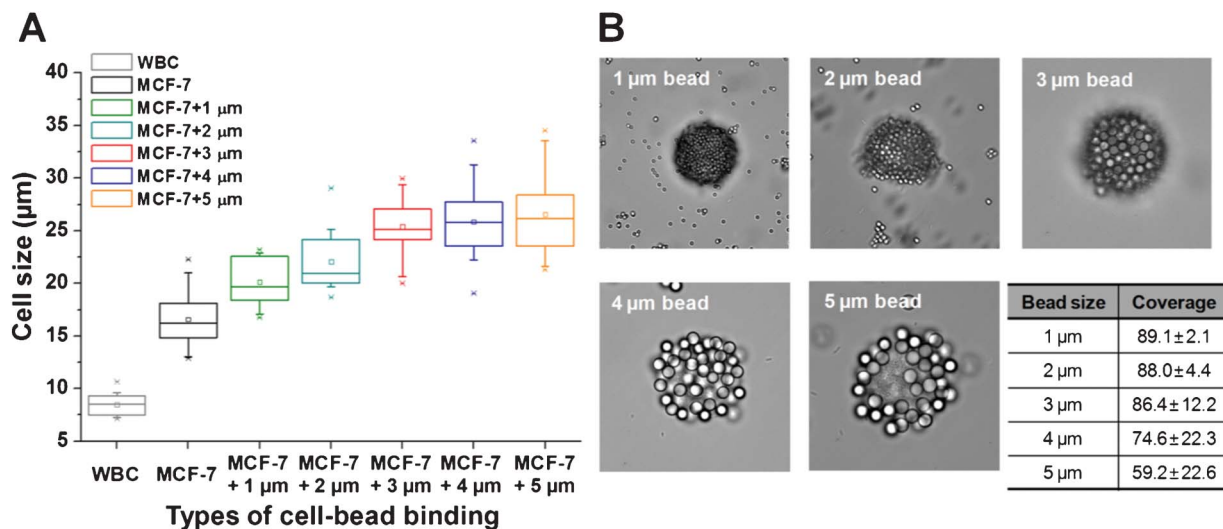 A
40
35
30
25
20
15
10
5
Cell size (μm)
WBC
MCF-7
MCF-7+1 μm
MCF-7+2 μm
MCF-7+3 μm
MCF-7+4 μm
MCF-7+5 μm
WBC
MCF-7
MCF-7
+ 1 μm
MCF-7
+ 2 μm
MCF-7
+ 3 μm
MCF-7
+ 4 μm
MCF-7
+ 5 μm
Types of cell-bead binding
B
1 μm bead
2 μm bead
3 μm bead
4 μm bead
5 μm bead
Bead size Coverage
1 μm 89.1±2.1
2 μm 88.0±4.4
3 μm 86.4±12.2
4 μm 74.6±22.3
5 μm 59.2±22.6